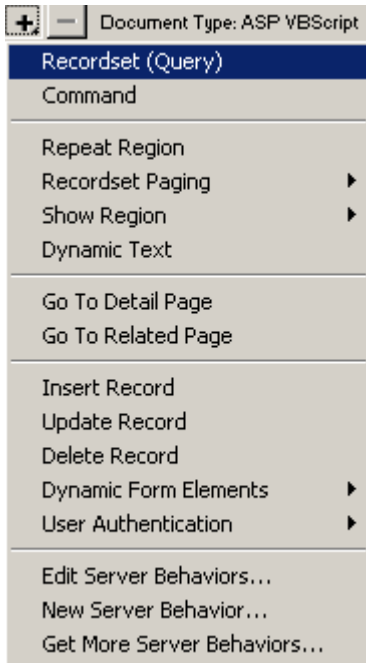 Document Type: ASP VBScript
Recordset (Query)
Command
Repeat Region
Recordset Paging
Show Region
Dynamic Text
Go To Detail Page
Go To Related Page
Insert Record
Update Record
Delete Record
Dynamic Form Elements
User Authentication
Edit Server Behaviors...
New Server Behavior...
Get More Server Behaviors...